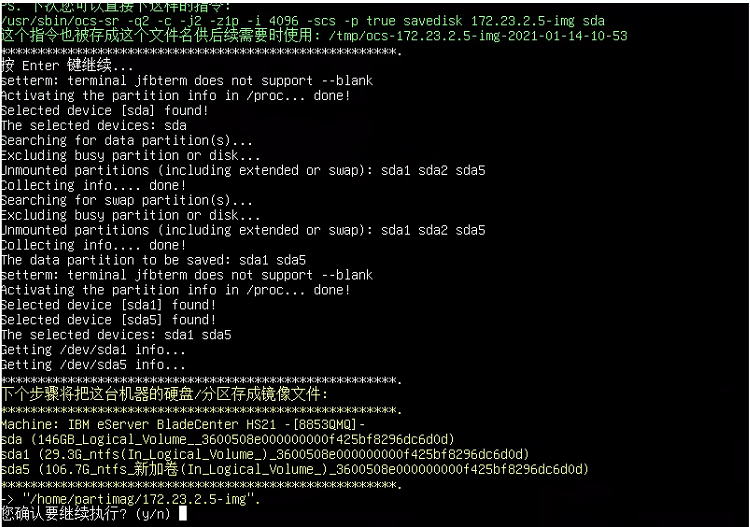 PS. 下次您可以直接下这样的指令:
/usr/sbin/ocs-sr -q2 -c -j2 -z1p -i 4096 -scs -p true savedisk 172.23.2.5-img sda
这个指令也被存成这个文件名供后续需要时使用: /tmp/ocs-172.23.2.5-img-2021-01-14-10-53
*****************************************************.
按 Enter 键继续...
setterm: terminal jfbterm does not support --blank
Activating the partition info in /proc... done!
Selected device [sda] found!
The selected devices: sda
Searching for data partition(s)...
Excluding busy partition or disk...
Unmounted partitions (including extended or swap): sda1 sda2 sda5
Collecting info.... done!
Searching for swap partition(s)...
Excluding busy partition or disk...
Unmounted partitions (including extended or swap): sda1 sda2 sda5
Collecting info.... done!
The data partition to be saved: sda1 sda5
setterm: terminal jfbterm does not support --blank
Activating the partition info in /proc... done!
Selected device [sda1] found!
Selected device [sda5] found!
The selected devices: sda1 sda5
Getting /dev/sda1 info...
Getting /dev/sda5 info...
*****************************************************.
下个步骤将把这台机器的硬盘/分区存成镜像文件:
*****************************************************.
Machine: IBM eServer BladeCenter HS21 -[8853QMQ]-
sda (146GB_Logical_Volume__3600508e000000000f425bf8296dc6d0d)
sda1 (29.3G_ntfs(In_Logical_Volume_)_3600508e000000000f425bf8296dc6d0d)
sda5 (106.7G_ntfs_新加卷(In_Logical_Volume_)_3600508e000000000f425bf8296dc6d0d)
*****************************************************.
-> "/home/partimag/172.23.2.5-img".
您确认要继续执行? (y/n)